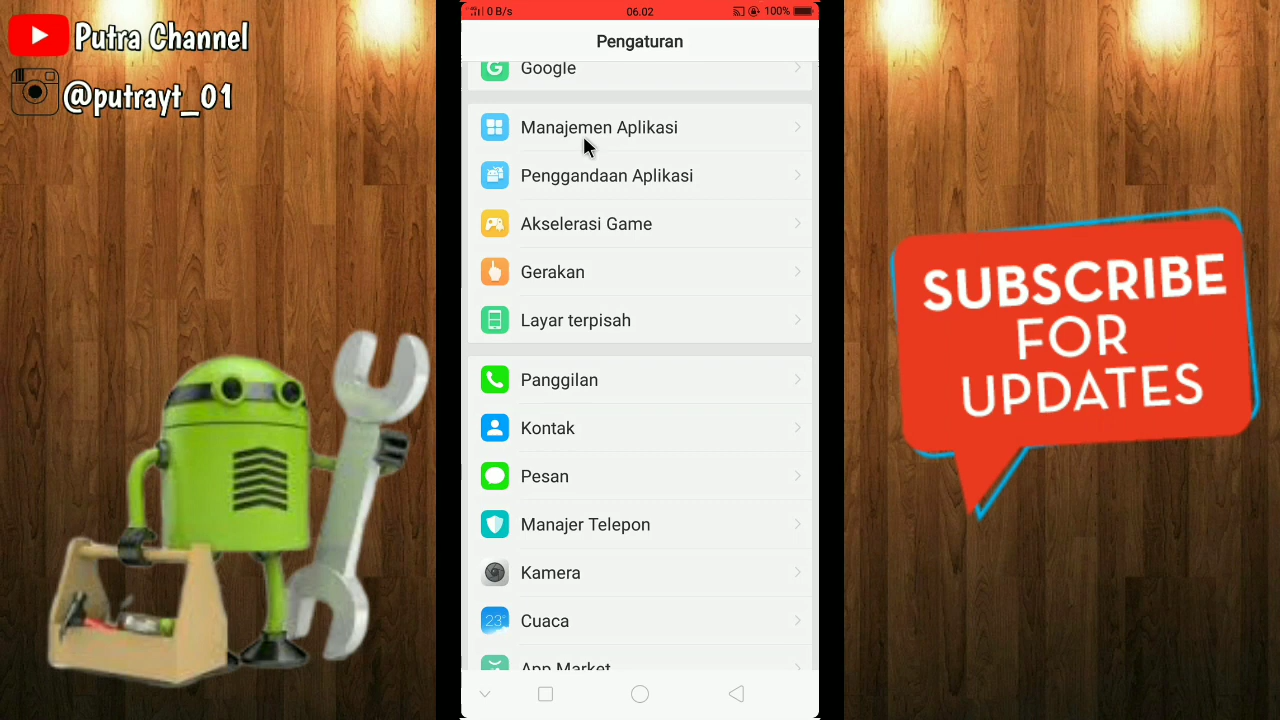 Putra Channel
@putrayt_01
0 B/s
06.02
100%
Pengaturan
Google
Manajemen Aplikasi
Penggandaan Aplikasi
Akselerasi Game
Gerakan
Layar terpisah
Panggilan
Kontak
Pesan
Manajer Telepon
Kamera
23°
Cuaca
App Market
SUBSCRIBE
FOR
UPDATES